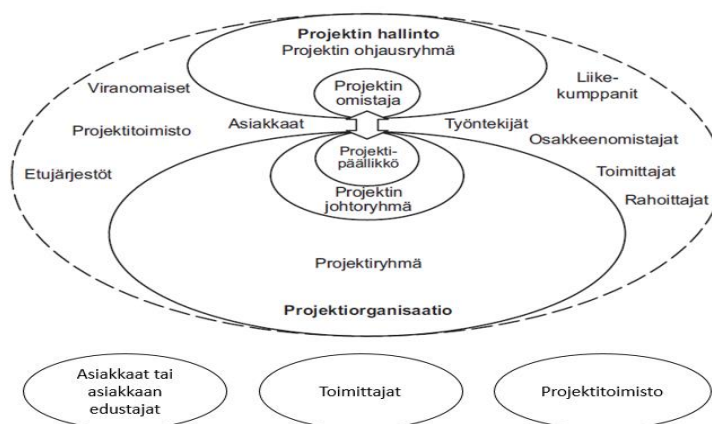 Projektin hallinto
Projektin ohjausryhmä
Viranomaiset
Projektin
omistaja
Liike-
kumppanit
Projektitoimisto
Asiakkaat
Työntekijät
Osakkeenomistajat
Etujärjestöt
Projekti-
päällikkö
Toimittajat
Projektin
johtoryhmä
Rahoittajat
Projektiryhmä
Projektiorganisaatio
Asiakkaat tai
asiakkaan
edustajat
Toimittajat
Projektitoimisto